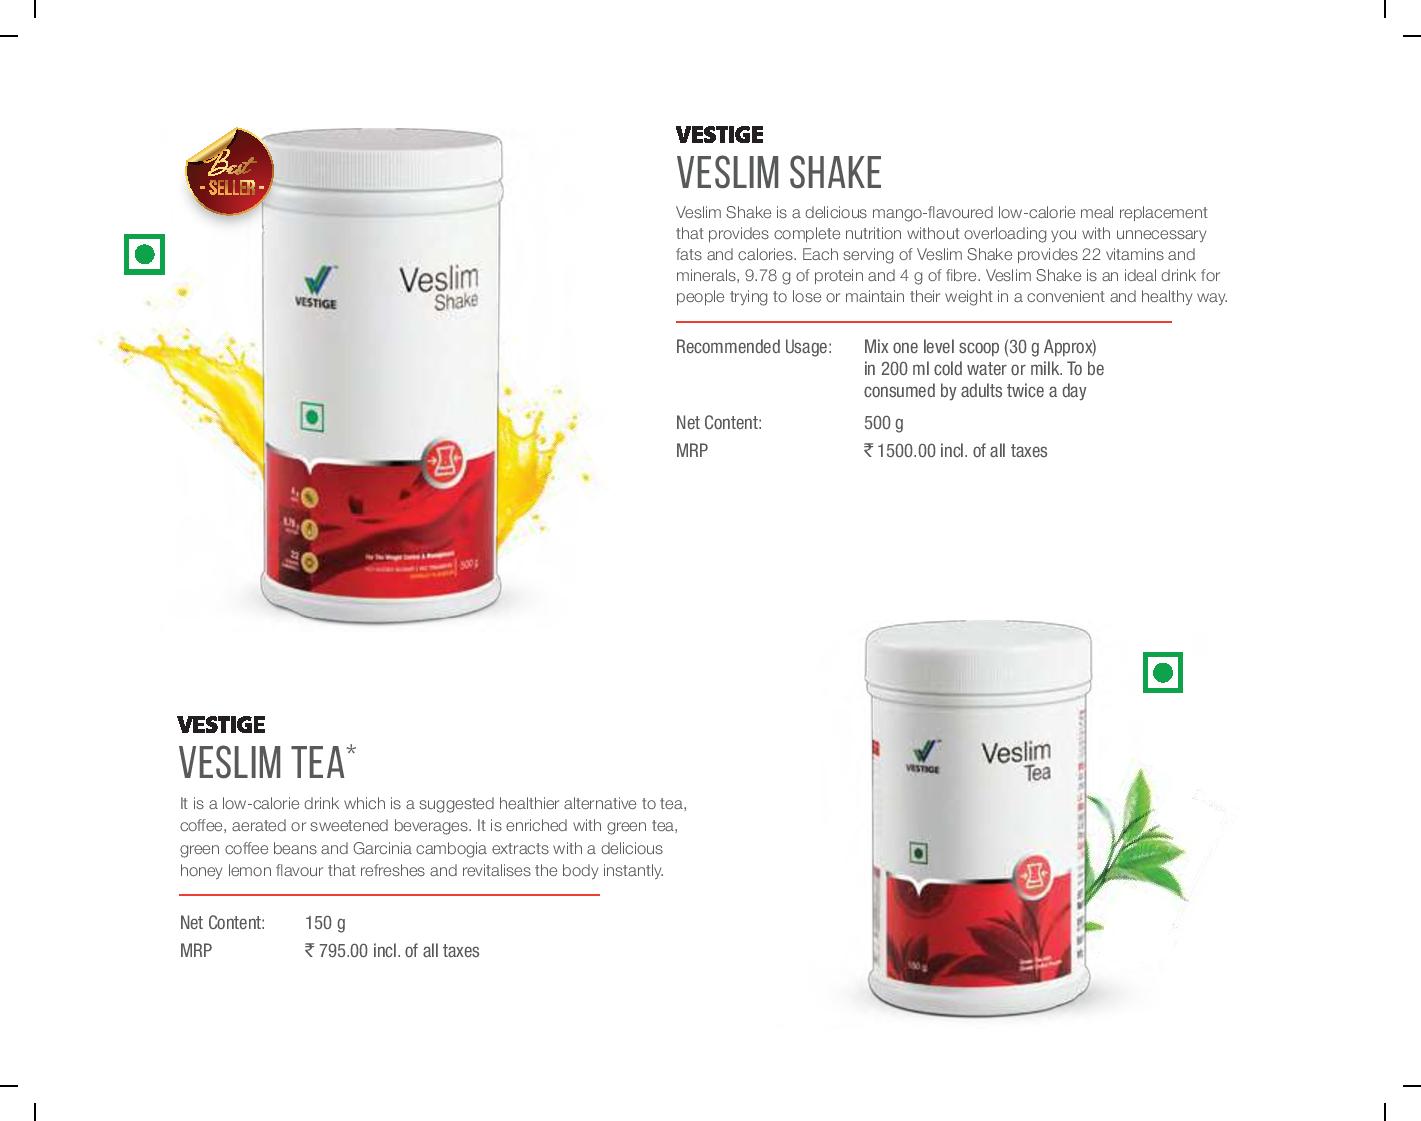 Best
- SELLER -
VESTIGE
Veslim
Shake
500 g
VESTIGE
VESLIM SHAKE
Veslim Shake is a delicious mango-flavoured low-calorie meal replacement
that provides complete nutrition without overloading you with unnecessary
fats and calories. Each serving of Veslim Shake provides 22 vitamins and
minerals, 9.78 g of protein and 4 g of fibre. Veslim Shake is an ideal drink for
people trying to lose or maintain their weight in a convenient and healthy way.
Recommended Usage: Mix one level scoop (30 g Approx)
in 200 ml cold water or milk. To be
consumed by adults twice a day
Net Content: 500 g
MRP ₹ 1500.00 incl. of all taxes
VESTIGE
VESLIM TEA*
It is a low-calorie drink which is a suggested healthier alternative to tea,
coffee, aerated or sweetened beverages. It is enriched with green tea,
green coffee beans and Garcinia cambogia extracts with a delicious
honey lemon flavour that refreshes and revitalises the body instantly.
Net Content: 150 g
MRP ₹ 795.00 incl. of all taxes
VESTIGE
Veslim
Tea
150 g